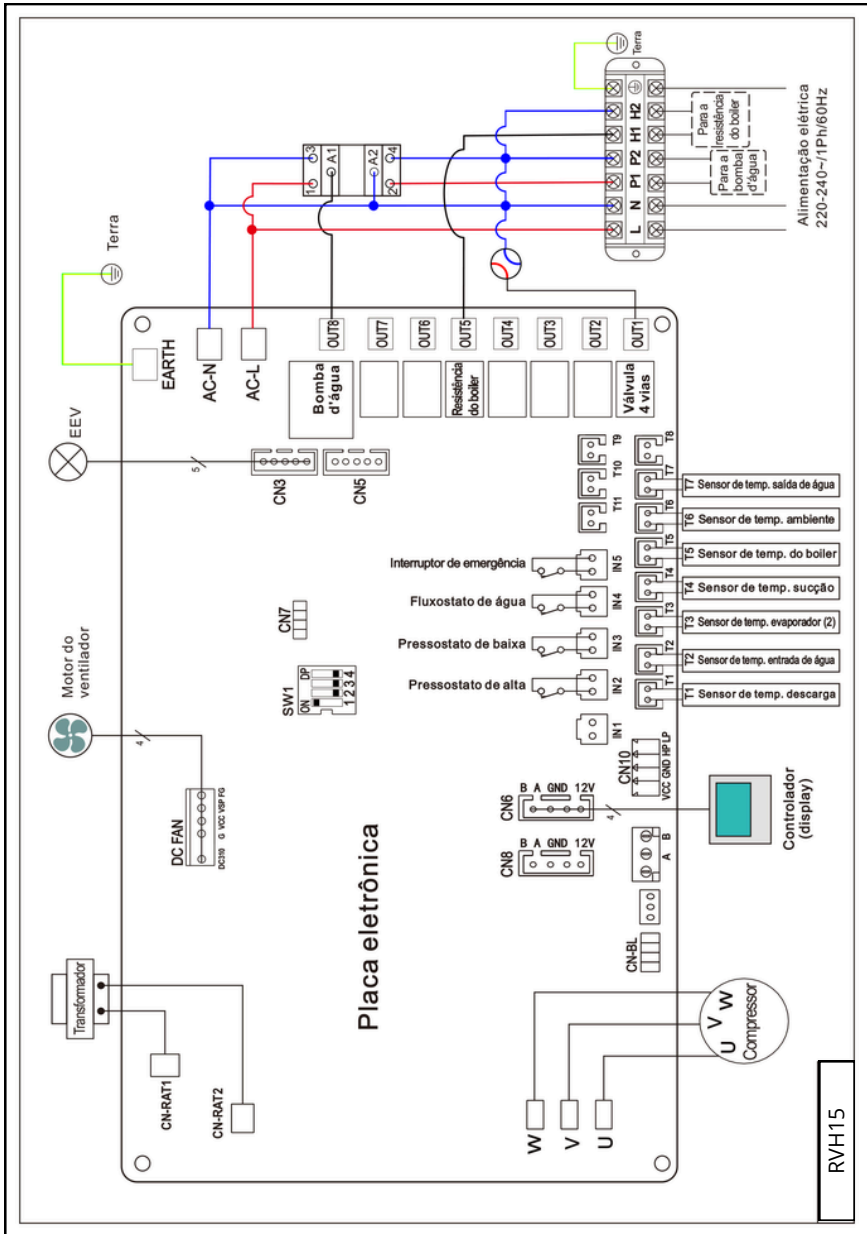 Terra
L N P1 P2 H1 H2
Para a
resistência
do boiler
Para a
bomba
d'água
Alimentação elétrica
220-240~/1Ph/60Hz
1 3
A1
A2
2 4
Terra
EARTH
AC-N
AC-L
Bomba
d'água
Resistência
do boiler
Válvula
4 vias
OUT8
OUT7
OUT6
OUT5
OUT4
OUT3
OUT2
OUT1
EEV
5
CN3
CN5
T11
T10
T9
T1
T2
T3
T4
T5
T6
T7
T8
T7 Sensor de temp. saída de água
T6 Sensor de temp. ambiente
T5 Sensor de temp. do boiler
T4 Sensor de temp. sucção
T3 Sensor de temp. evaporador (2)
T2 Sensor de temp. entrada de água
T1 Sensor de temp. descarga
Interruptor de emergência
Fluxostato de água
Pressostato de baixa
Pressostato de alta
IN5
IN4
IN3
IN2
IN1
CN7
SW1
ON DP
1 2 3 4
Motor do
ventilador
4
DC FAN
DC310 G VCC VSP FG
Placa eletrônica
CN6
B A GND 12V
CN8
B A GND 12V
CN10
VCC GND HP LP
4
Controlador
(display)
A B
CN-BL
Transformador
CN-RAT1
CN-RAT2
W
V
U
U V W
Compressor
RVH15